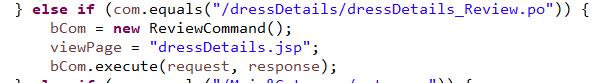 } else if (com.equals("/dressDetails/dressDetails_Review.po")) {
bCom = new ReviewCommand();
viewPage = "dressDetails.jsp";
bCom.execute(request, response);